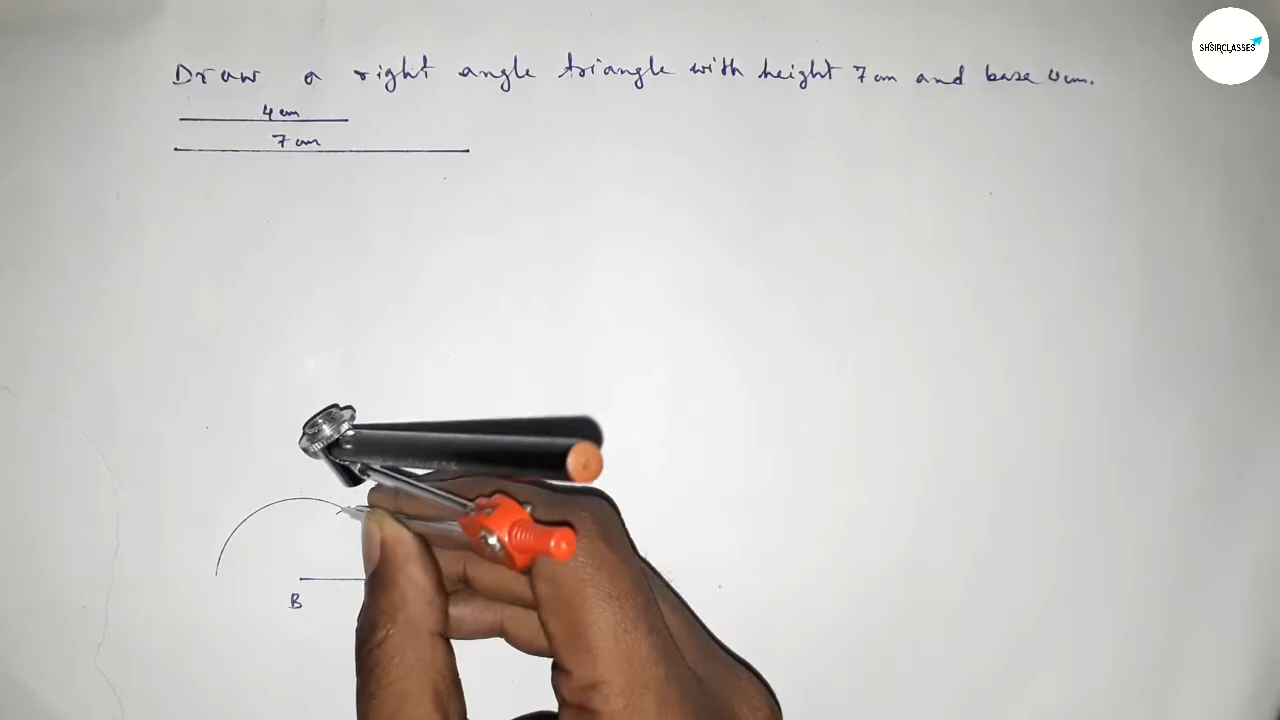 SHSIRCLASSES
Draw a right angle triangle with height 7cm and base 4cm.
4cm
7cm
B